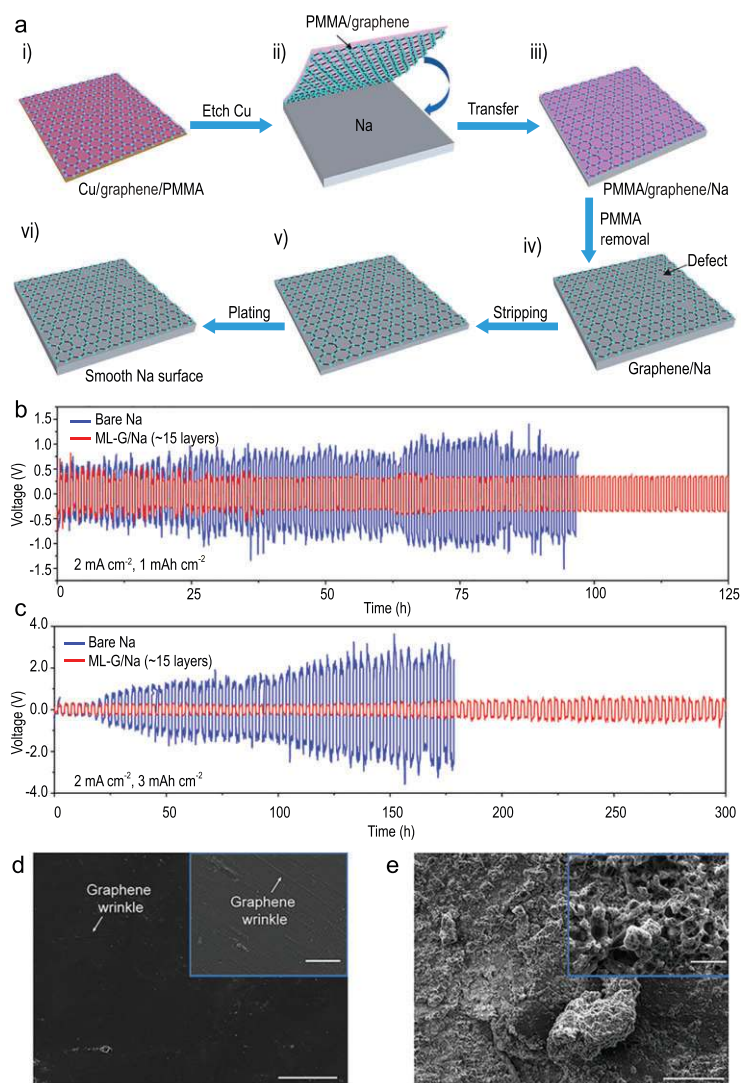 a
i)
ii)
PMMA/graphene
iii)
Etch Cu
Na
Transfer
Cu/graphene/PMMA
PMMA/graphene/Na
vi)
v)
PMMA
removal
iv)
Defect
Plating
Stripping
Smooth Na surface
Graphene/Na
b
1.5
1.0
0.5
0.0
-0.5
-1.0
-1.5
Voltage (V)
Bare Na
ML-G/Na (~15 layers)
2 mA cm-2, 1 mAh cm-2
0 25 50 75 100 125
Time (h)
c
4.0
2.0
0.0
-2.0
-4.0
Voltage (V)
Bare Na
ML-G/Na (~15 layers)
2 mA cm-2, 3 mAh cm-2
0 50 100 150 200 250 300
Time (h)
d
Graphene
wrinkle
Graphene
wrinkle
e